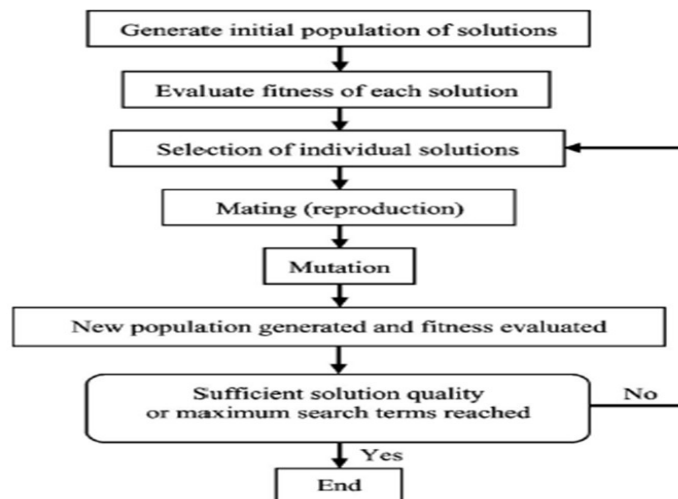 Generate initial population of solutions
Evaluate fitness of each solution
Selection of individual solutions
Mating (reproduction)
Mutation
New population generated and fitness evaluated
Sufficient solution quality
or maximum search terms reached
No
Yes
End